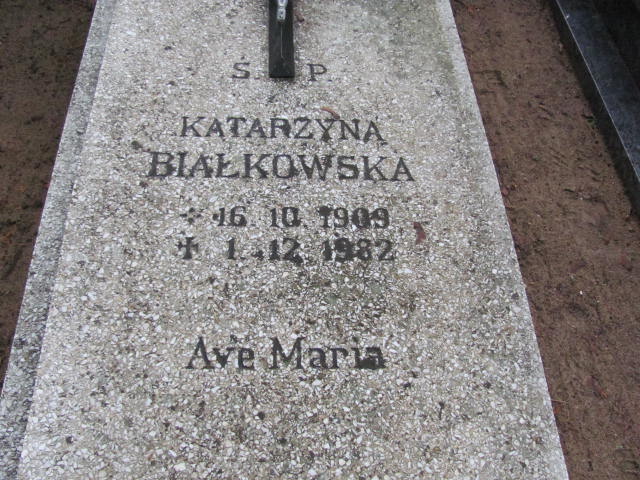 Ś P
KATARZYNA
BIAŁKOWSKA
16. 10. 1909
1. 12. 1982
Ave Maria